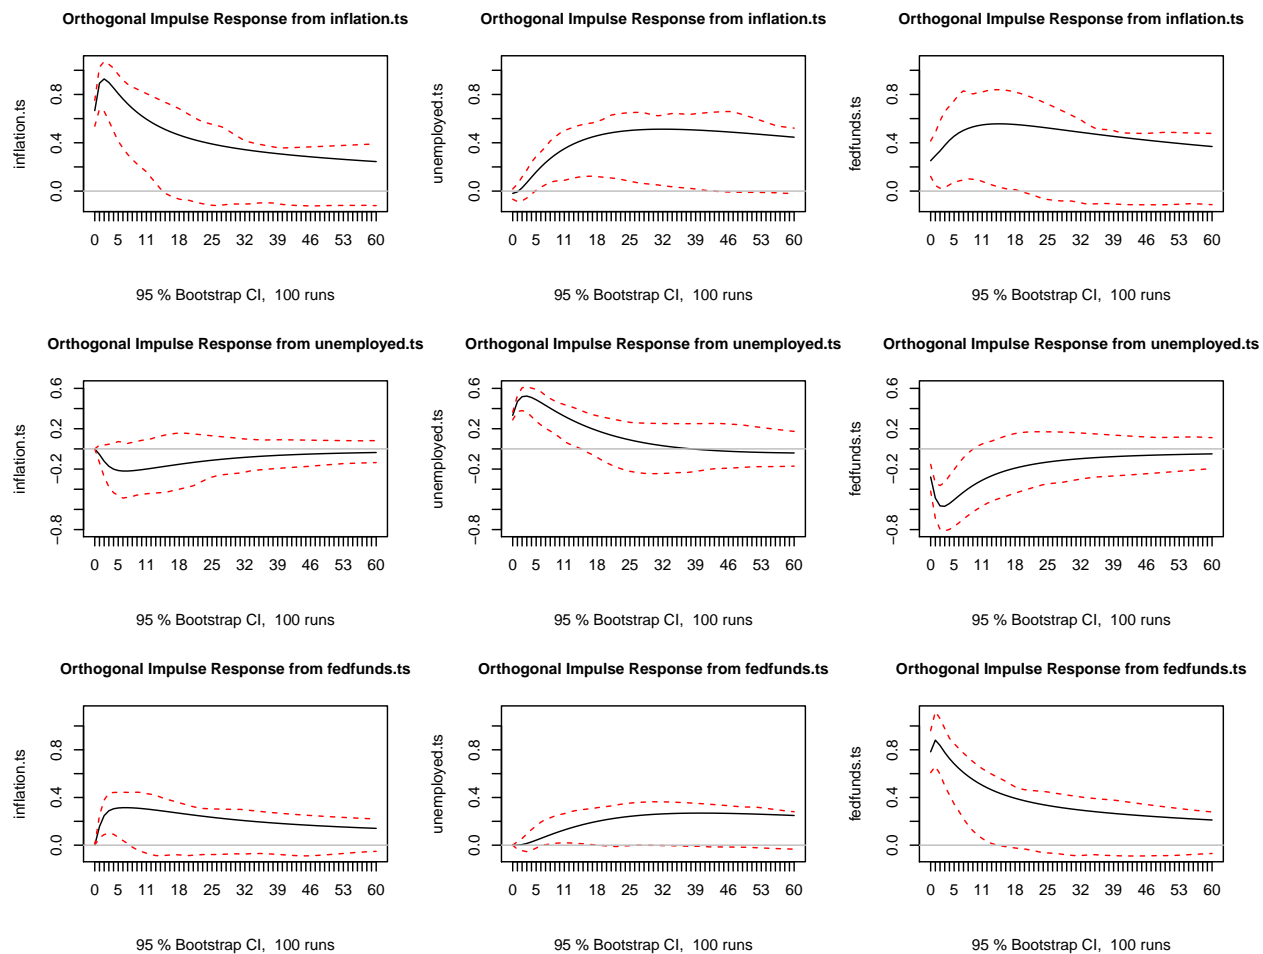 Orthogonal Impulse Response from inflation.ts
Orthogonal Impulse Response from inflation.ts
Orthogonal Impulse Response from inflation.ts
inflation.ts
0.0 0.4 0.8
0 5 11 18 25 32 39 46 53 60
95 % Bootstrap CI, 100 runs
unemployed.ts
0.0 0.4 0.8
0 5 11 18 25 32 39 46 53 60
95 % Bootstrap CI, 100 runs
fedfunds.ts
0.0 0.4 0.8
0 5 11 18 25 32 39 46 53 60
95 % Bootstrap CI, 100 runs
Orthogonal Impulse Response from unemployed.ts
Orthogonal Impulse Response from unemployed.ts
Orthogonal Impulse Response from unemployed.ts
inflation.ts
−0.8 −0.2 0.2 0.6
0 5 11 18 25 32 39 46 53 60
95 % Bootstrap CI, 100 runs
unemployed.ts
−0.8 −0.2 0.2 0.6
0 5 11 18 25 32 39 46 53 60
95 % Bootstrap CI, 100 runs
fedfunds.ts
−0.8 −0.2 0.2 0.6
0 5 11 18 25 32 39 46 53 60
95 % Bootstrap CI, 100 runs
Orthogonal Impulse Response from fedfunds.ts
Orthogonal Impulse Response from fedfunds.ts
Orthogonal Impulse Response from fedfunds.ts
inflation.ts
0.0 0.4 0.8
0 5 11 18 25 32 39 46 53 60
95 % Bootstrap CI, 100 runs
unemployed.ts
0.0 0.4 0.8
0 5 11 18 25 32 39 46 53 60
95 % Bootstrap CI, 100 runs
fedfunds.ts
0.0 0.4 0.8
0 5 11 18 25 32 39 46 53 60
95 % Bootstrap CI, 100 runs